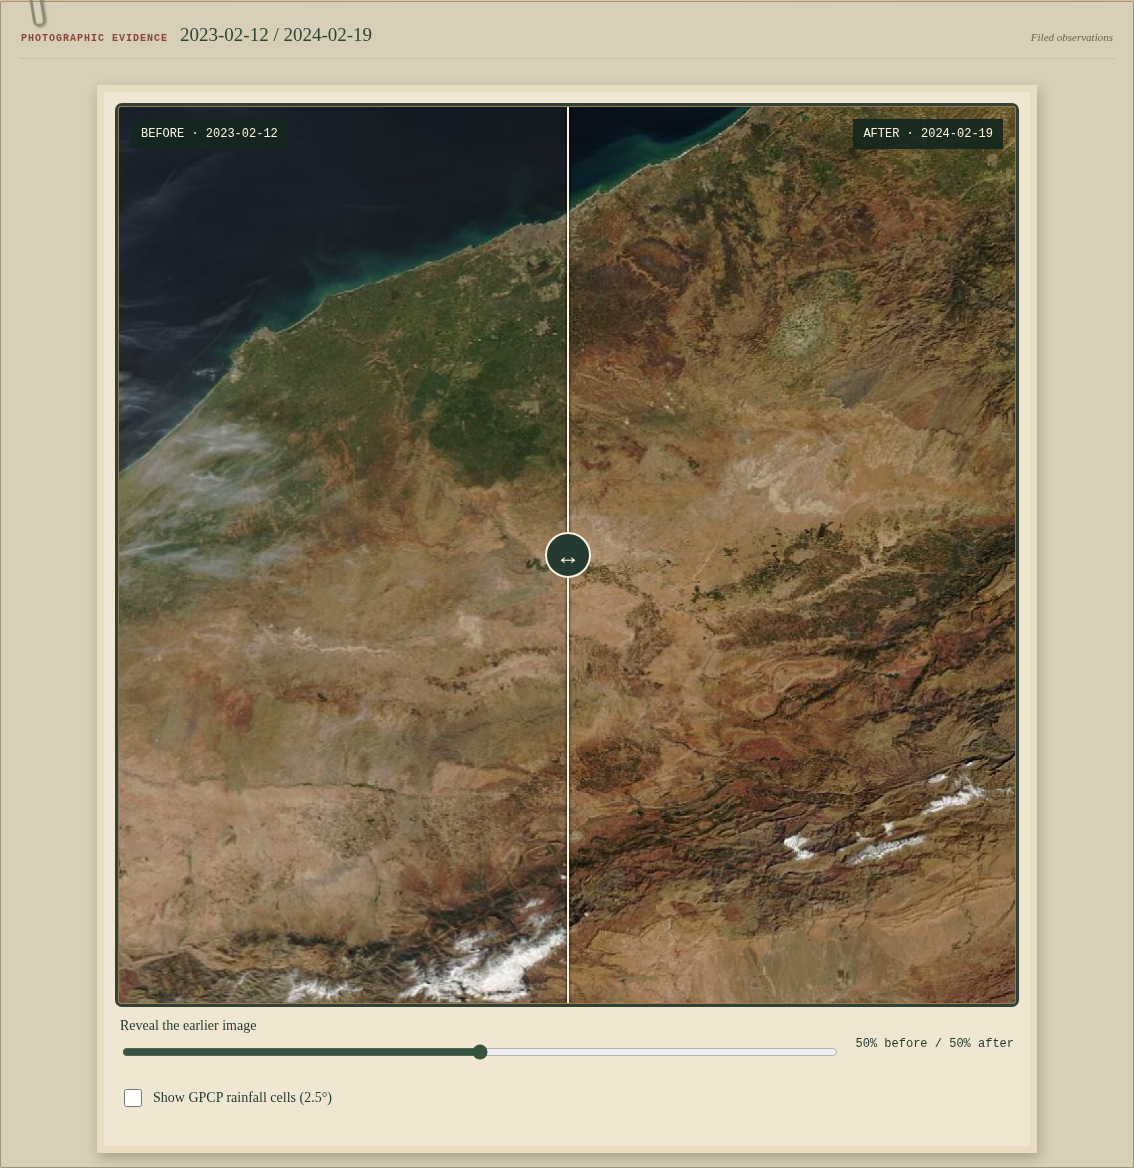 PHOTOGRAPHIC EVIDENCE 2023-02-12 / 2024-02-19 Filed observations
BEFORE · 2023-02-12
AFTER · 2024-02-19
↔
Reveal the earlier image
50% before / 50% after
Show GPCP rainfall cells (2.5°)